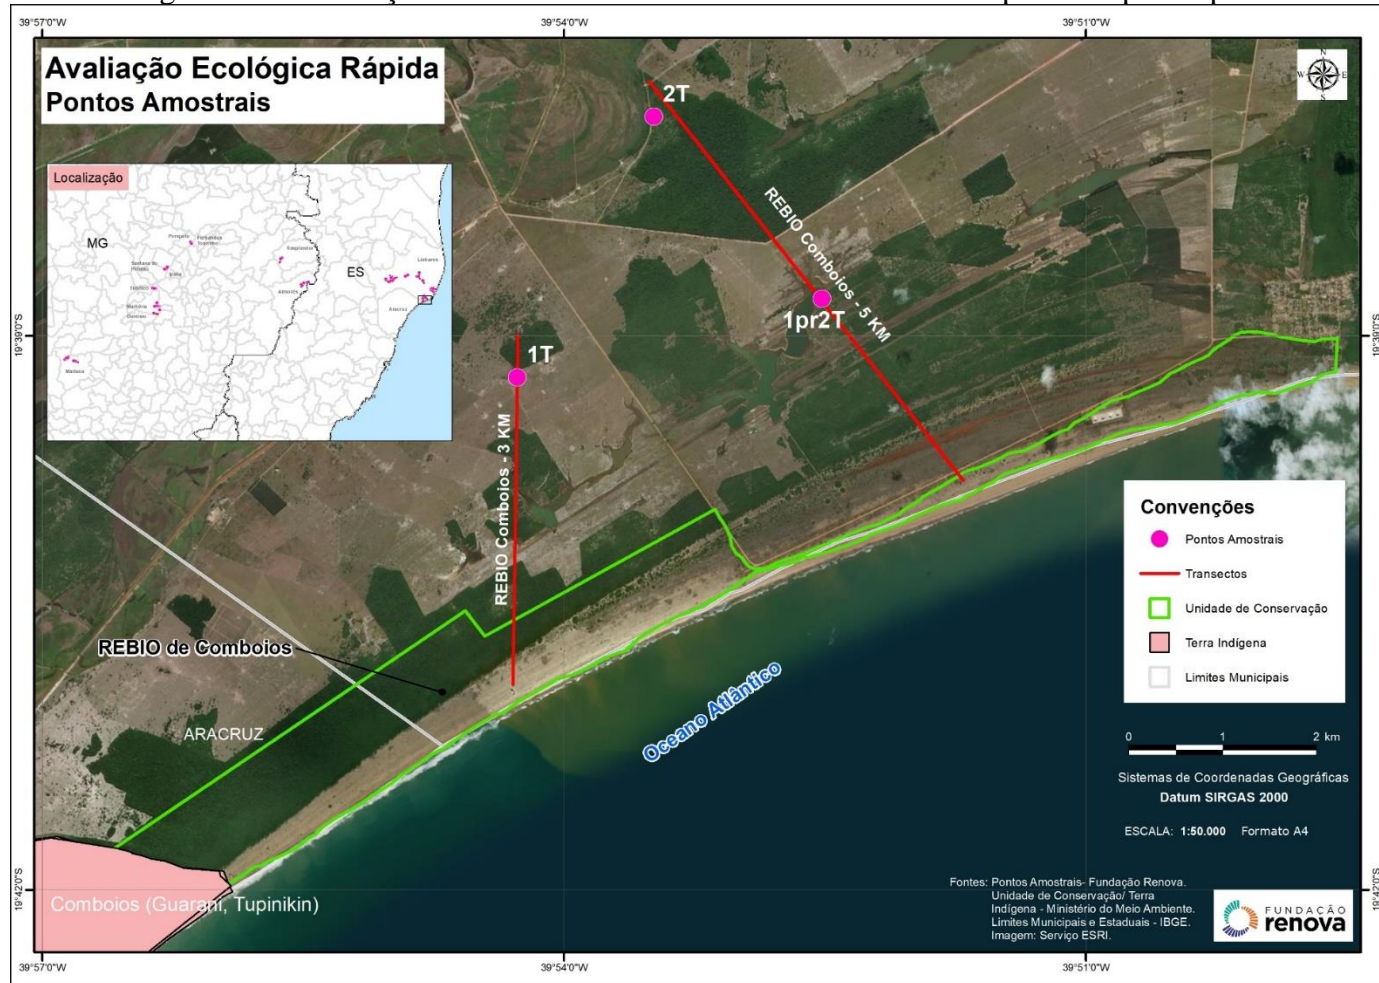 39°57'0"W
39°54'0"W
39°51'0"W
Avaliação Ecológica Rápida
Pontos Amostrais
Localização
MG
ES
Linhares
Aracruz
Mariana
2T
REBIO Comboios - 5 KM
1pr2T
1T
REBIO Comboios - 3 KM
19°39'0"S
19°39'0"S
REBIO de Comboios
ARACRUZ
Oceano Atlântico
Comboios (Guarani, Tupinikin)
19°42'0"S
19°42'0"S
N
W
E
S
Convenções
Pontos Amostrais
Transectos
Unidade de Conservação
Terra Indígena
Limites Municipais
0 1 2 km
Sistemas de Coordenadas Geográficas
Datum SIRGAS 2000
ESCALA: 1:50.000 Formato A4
Fontes: Pontos Amostrais- Fundação Renova.
Unidade de Conservação/ Terra
Indígena - Ministério do Meio Ambiente.
Limites Municipais e Estaduais - IBGE.
Imagem: Serviço ESRI.
FUNDAÇÃO
renova
39°57'0"W
39°54'0"W
39°51'0"W